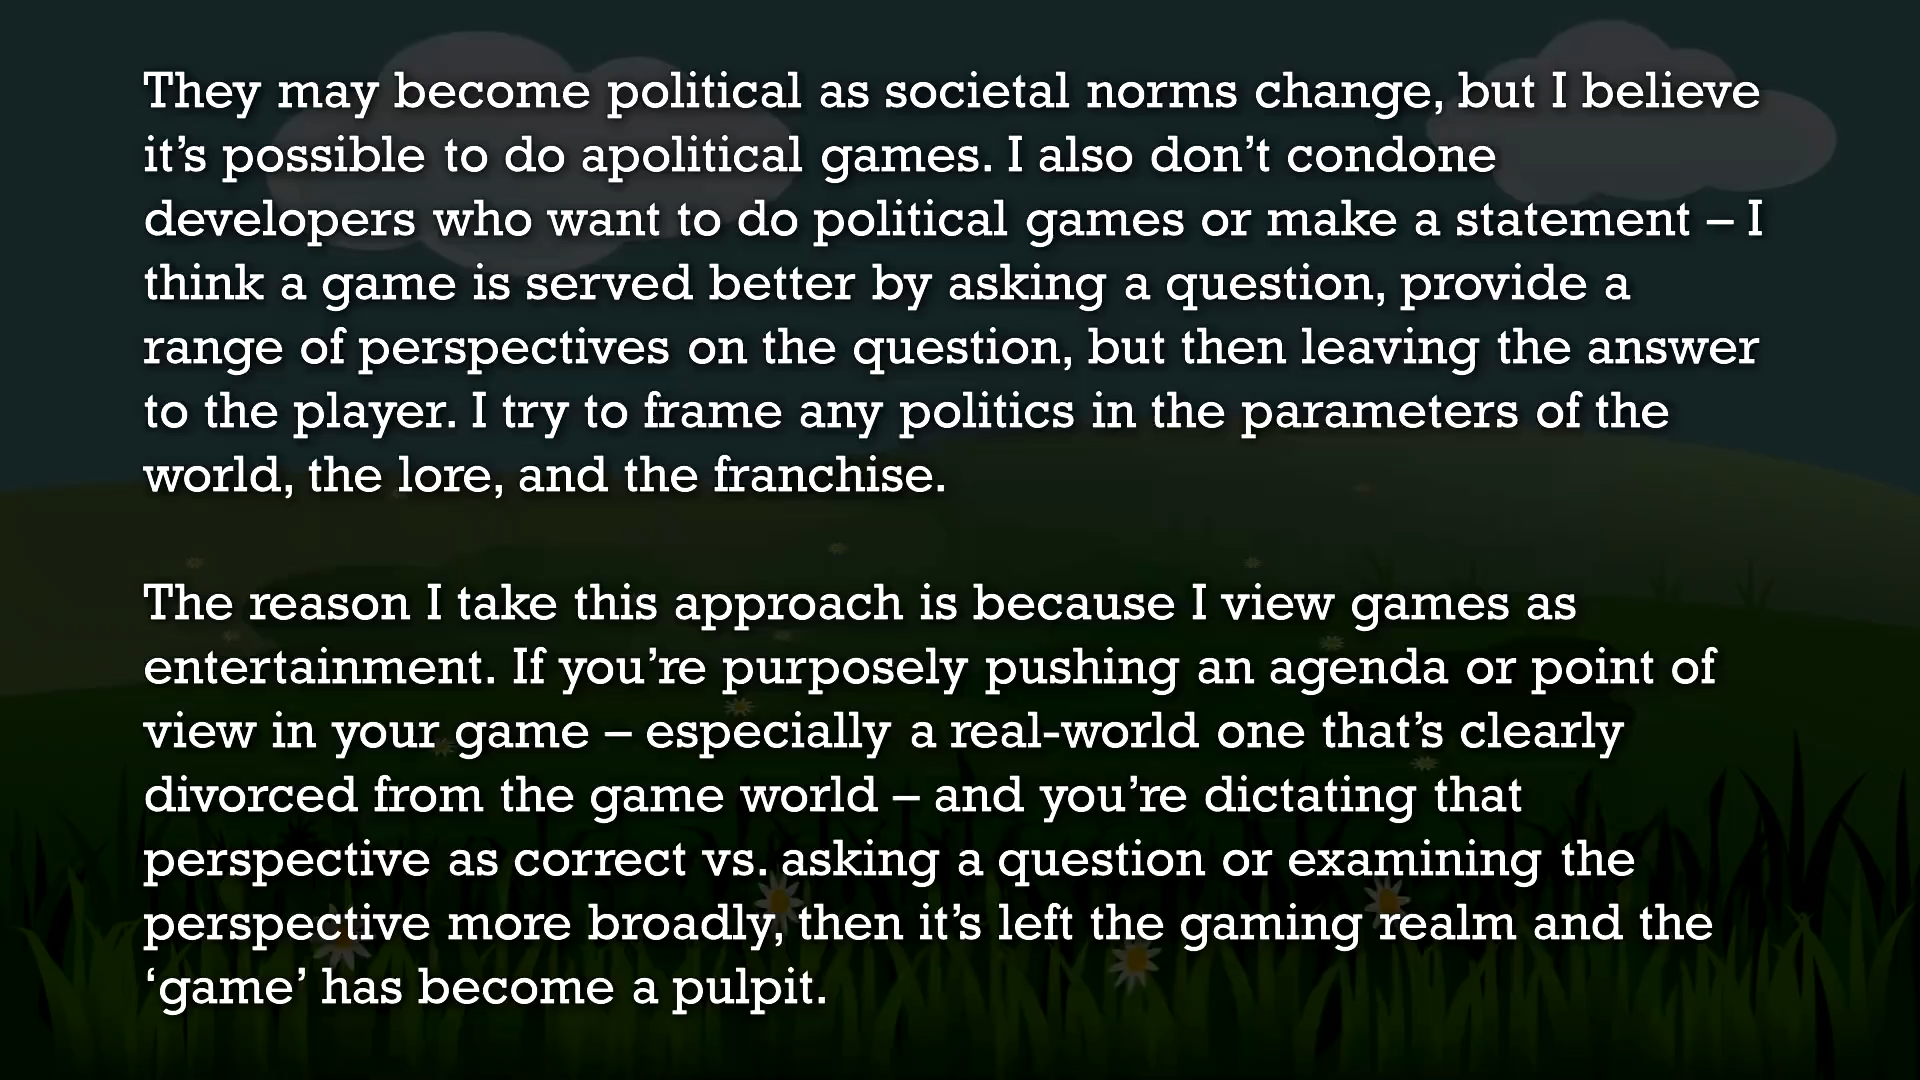 They may become political as societal norms change, but I believe
it’s possible to do apolitical games. I also don’t condone
developers who want to do political games or make a statement – I
think a game is served better by asking a question, provide a
range of perspectives on the question, but then leaving the answer
to the player. I try to frame any politics in the parameters of the
world, the lore, and the franchise.
The reason I take this approach is because I view games as
entertainment. If you’re purposely pushing an agenda or point of
view in your game – especially a real-world one that’s clearly
divorced from the game world – and you’re dictating that
perspective as correct vs. asking a question or examining the
perspective more broadly, then it’s left the gaming realm and the
‘game’ has become a pulpit.